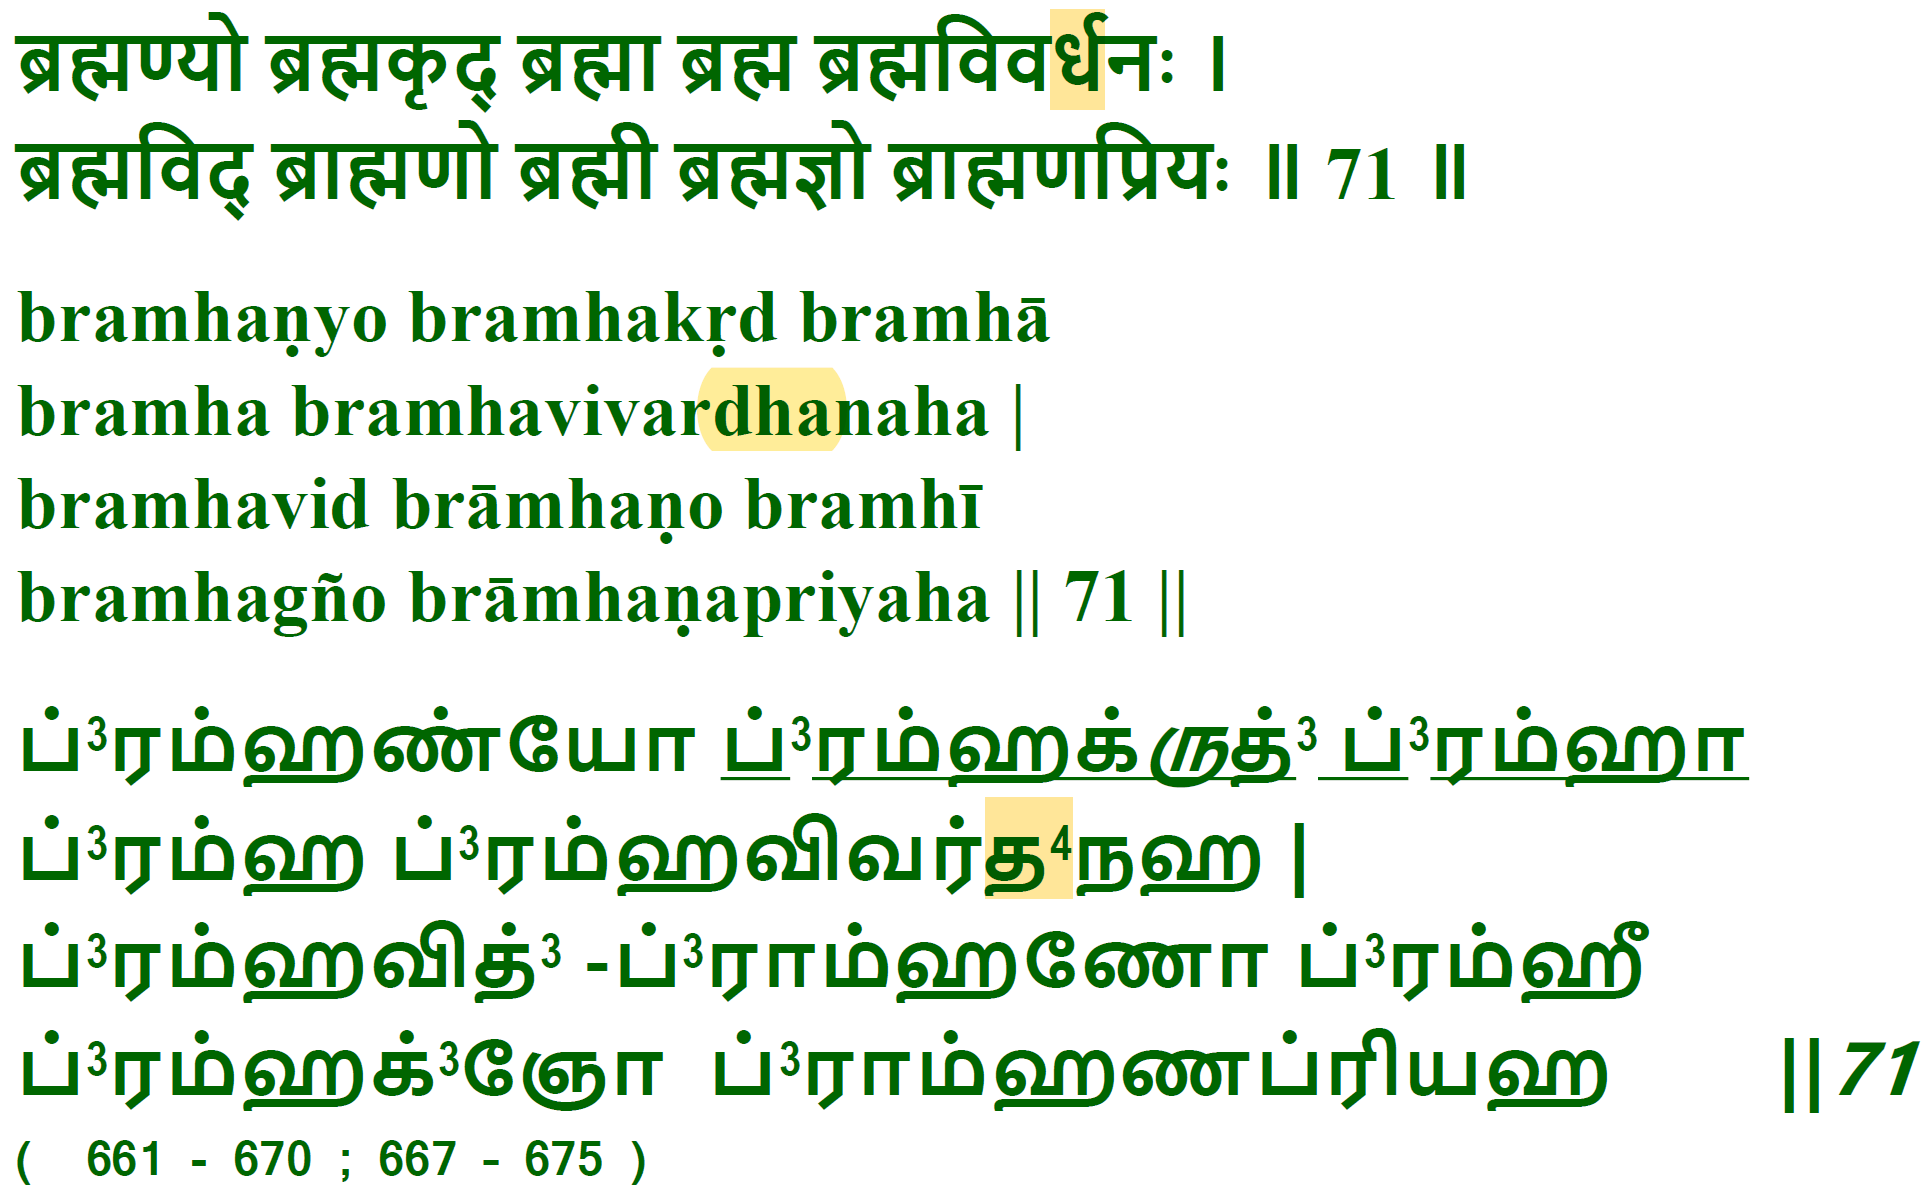 ब्रह्मण्यो ब्रह्मकृद् ब्रह्मा ब्रह्म ब्रह्मविवर्धनः ।
ब्रह्मविद् ब्राह्मणो ब्रह्मी ब्रह्मज्ञो ब्राह्मणप्रियः ॥ 71 ॥
bramhaṇyo bramhakṛd bramhā
bramha bramhavivardhanaha |
bramhavid brāmhaṇo bramhī
bramhagño brāmhaṇapriyaha || 71 ||
ப்³ரம்ஹண்யோ ப்³ரம்ஹக்ருத்³ ப்³ரம்ஹா
ப்³ரம்ஹ ப்³ரம்ஹவிவர்த⁴நஹ |
ப்³ரம்ஹவித்³ -ப்³ராம்ஹணோ ப்³ரம்ஹீ
ப்³ரம்ஹக்³ஞோ ப்³ராம்ஹணப்ரியஹ || 71
( 661 - 670 ; 667 - 675 )